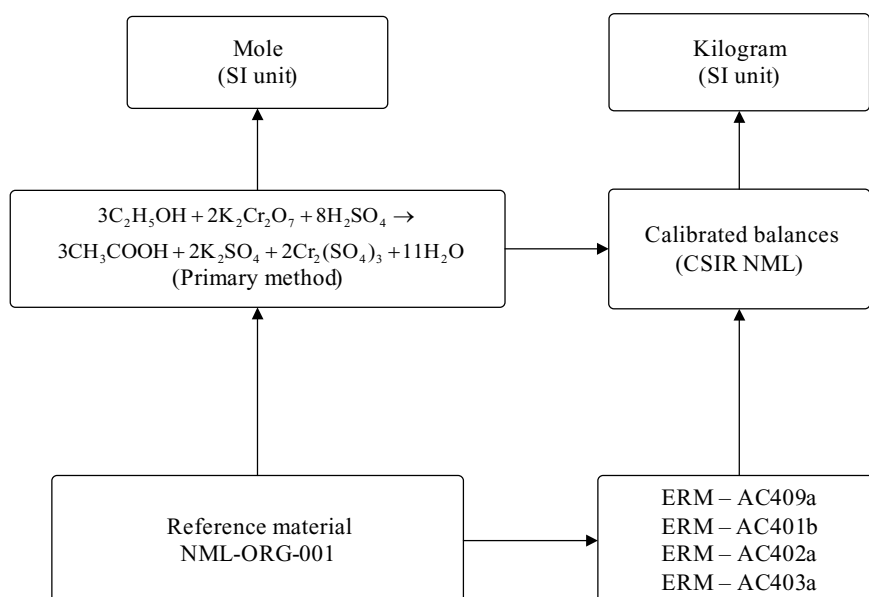 Mole
(SI unit)
Kilogram
(SI unit)
3C₂H₅OH + 2K₂Cr₂O₇ + 8H₂SO₄ →
3CH₃COOH + 2K₂SO₄ + 2Cr₂(SO₄)₃ +11H₂O
(Primary method)
Calibrated balances
(CSIR NML)
Reference material
NML-ORG-001
ERM – AC409a
ERM – AC401b
ERM – AC402a
ERM – AC403a